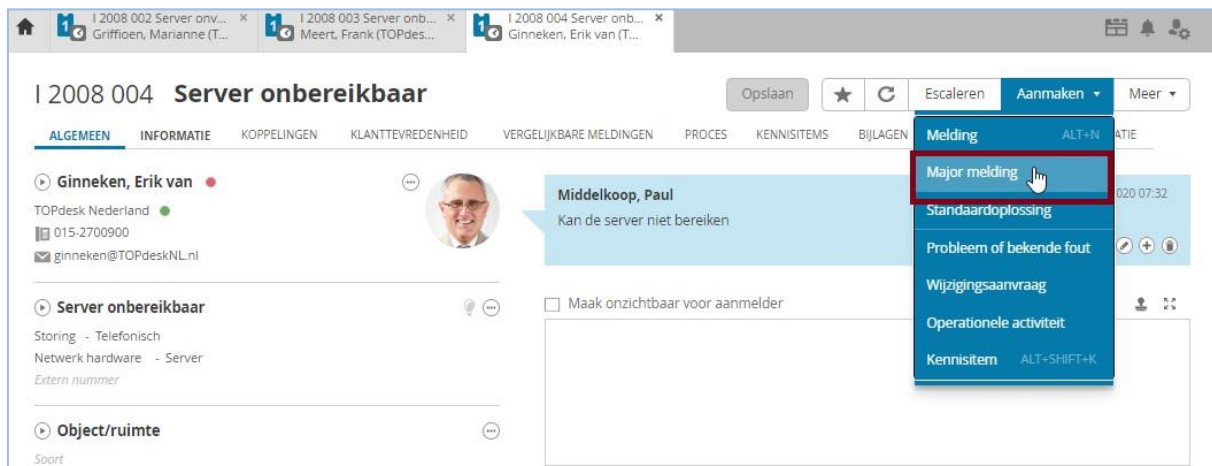 I 2008 002 Server onv... ×
Griffioen, Marianne (T...
I 2008 003 Server onb... ×
Meert, Frank (TOPdes...
I 2008 004 Server onb... ×
Ginneken, Erik van (T...
I 2008 004 Server onbereikbaar
Opslaan
Escaleren
Aanmaken
Meer
ALGEMEEN INFORMATIE KOPPELINGEN KLANTTEVREDENHEID VERGELIJKBARE MELDINGEN PROCES KENNISITEMS BIJLAGEN ATIE
Melding ALT+N
Major melding
Standaardoplossing
Probleem of bekende fout
Wijzigingsaanvraag
Operationele activiteit
Kennisitem ALT+SHIFT+K
Ginneken, Erik van
TOPdesk Nederland
015-2700900
ginneken@TOPdeskNL.nl
Middelkoop, Paul
020 07:32
Kan de server niet bereiken
Server onbereikbaar
Storing - Telefonisch
Netwerk hardware - Server
Extern nummer
Maak onzichtbaar voor aanmelder
Object/ruimte
Soort